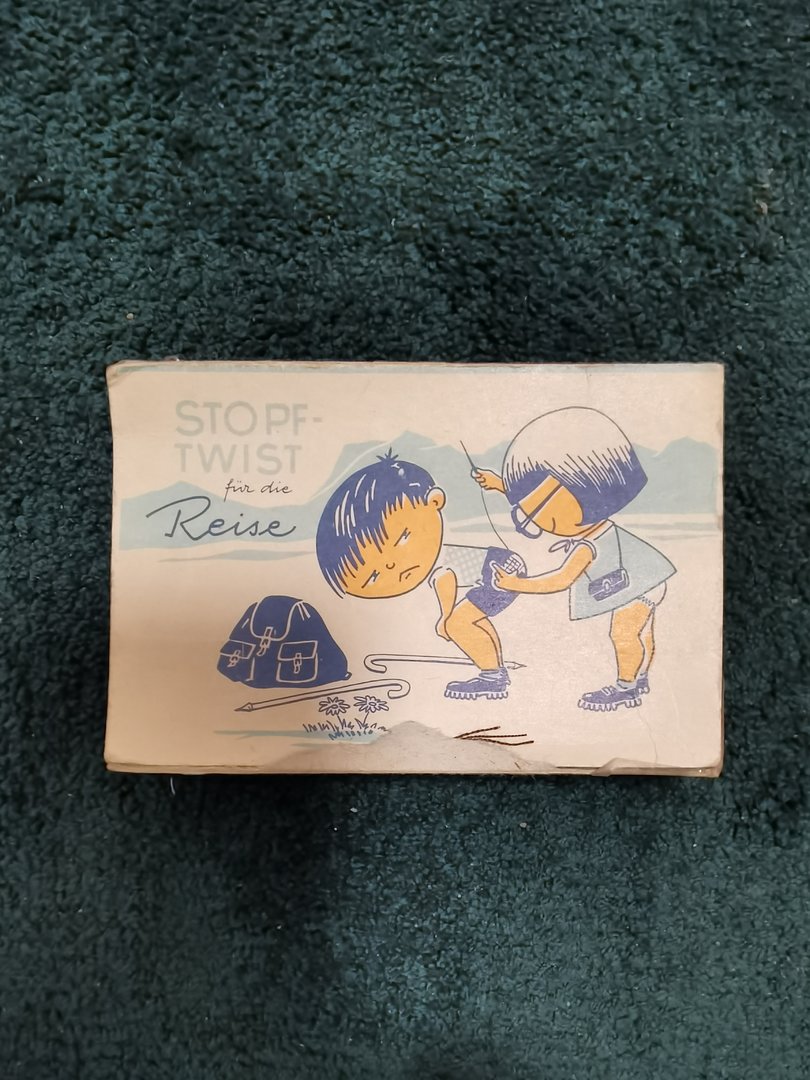 STOPF-
TWIST
für die
Reise